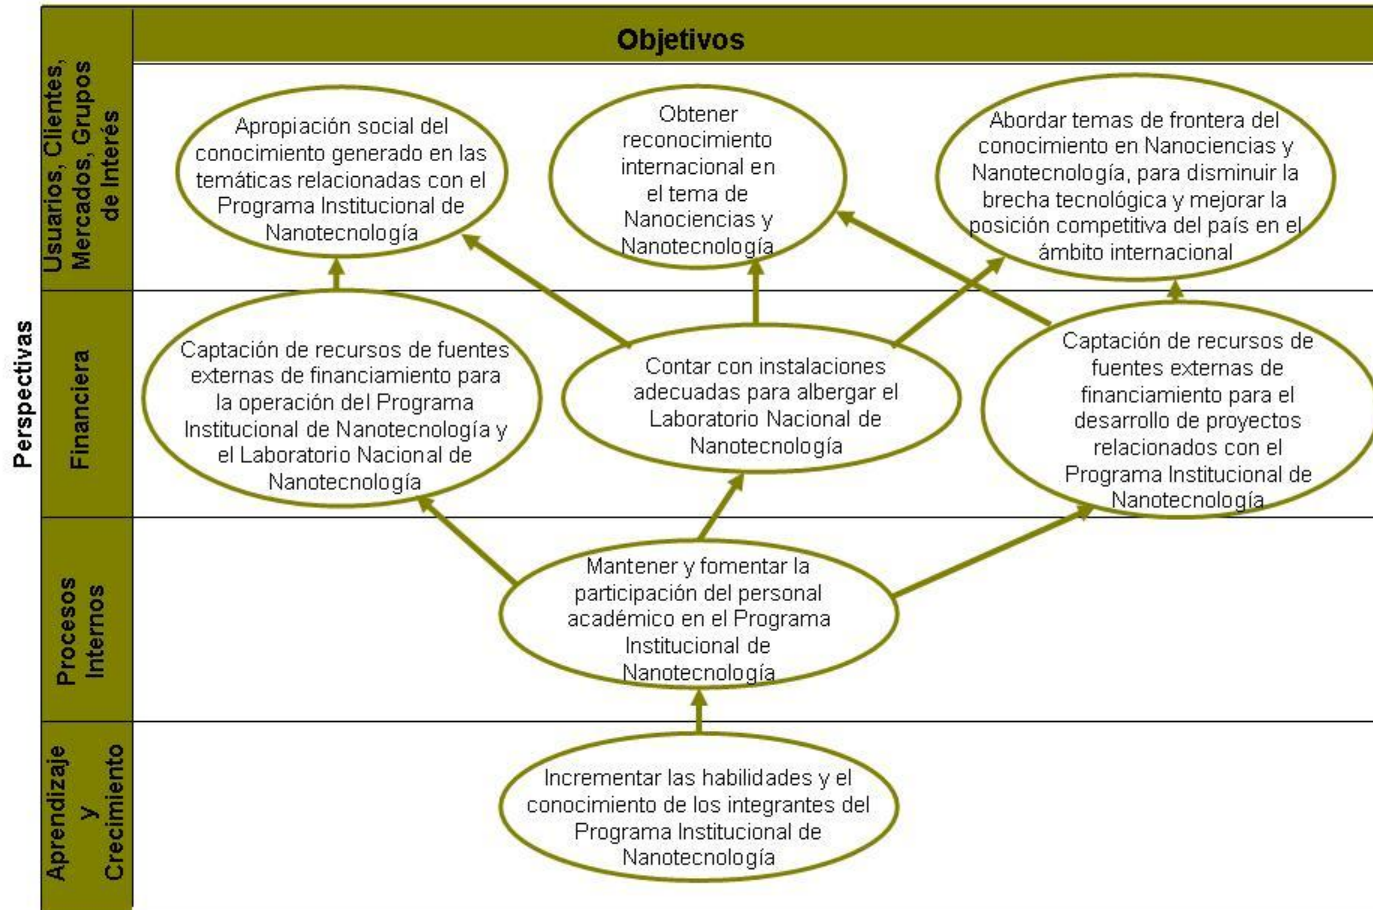 Objetivos
Perspectivas
Usuarios, Clientes,
Mercados, Grupos
de Interés
Apropiación social del
conocimiento generado en las
temáticas relacionadas con el
Programa Institucional de
Nanotecnología
Obtener
reconocimiento
internacional en
el tema de
Nanociencias y
Nanotecnología
Abordar temas de frontera del
conocimiento en Nanociencias y
Nanotecnología, para disminuir la
brecha tecnológica y mejorar la
posición competitiva del país en el
ámbito internacional
Financiera
Captación de recursos de fuentes
externas de financiamiento para
la operación del Programa
Institucional de Nanotecnología y
el Laboratorio Nacional de
Nanotecnología
Contar con instalaciones
adecuadas para albergar el
Laboratorio Nacional de
Nanotecnología
Captación de recursos de
fuentes externas de
financiamiento para el
desarrollo de proyectos
relacionados con el
Programa Institucional de
Nanotecnología
Procesos
Internos
Mantener y fomentar la
participación del personal
académico en el Programa
Institucional de
Nanotecnología
Aprendizaje
y
Crecimiento
Incrementar las habilidades y el
conocimiento de los integrantes del
Programa Institucional de
Nanotecnología